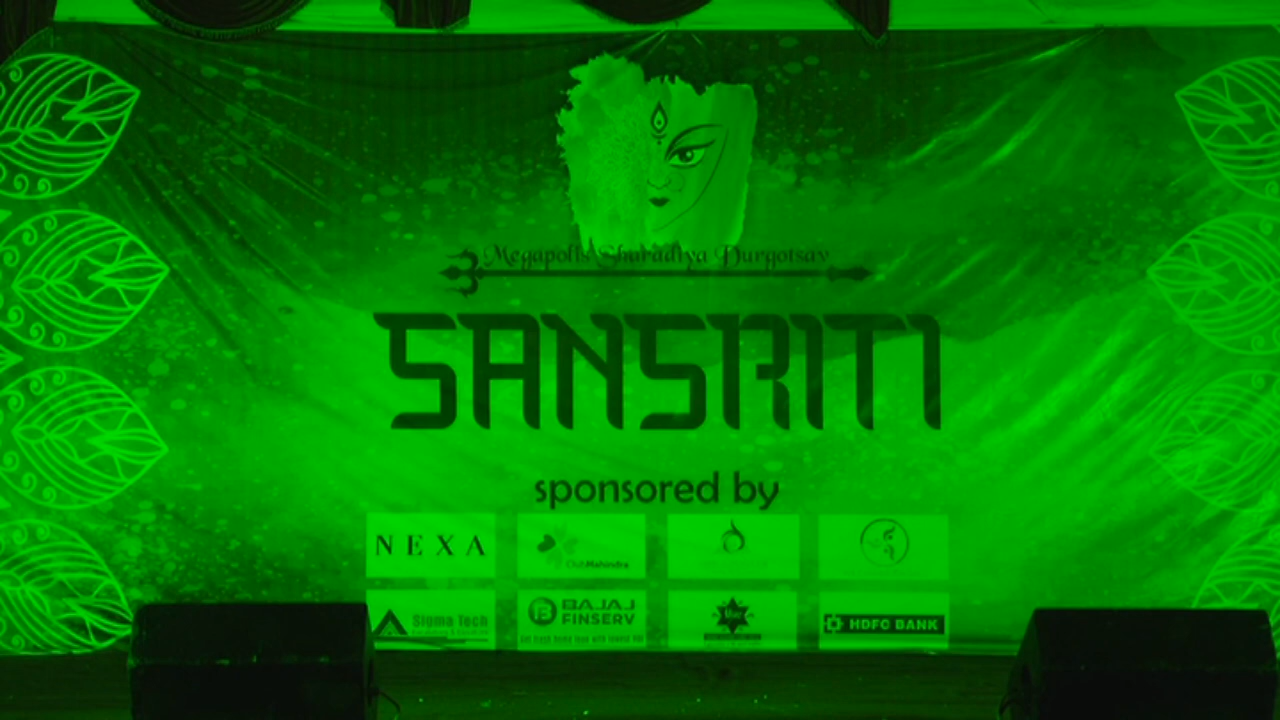 Megapolis Sharadiya Durgotsav
SANSRITI
sponsored by
NEXA
Club Mahindra
Sigma Tech
BAJAJ
FINSERV
HDFC BANK